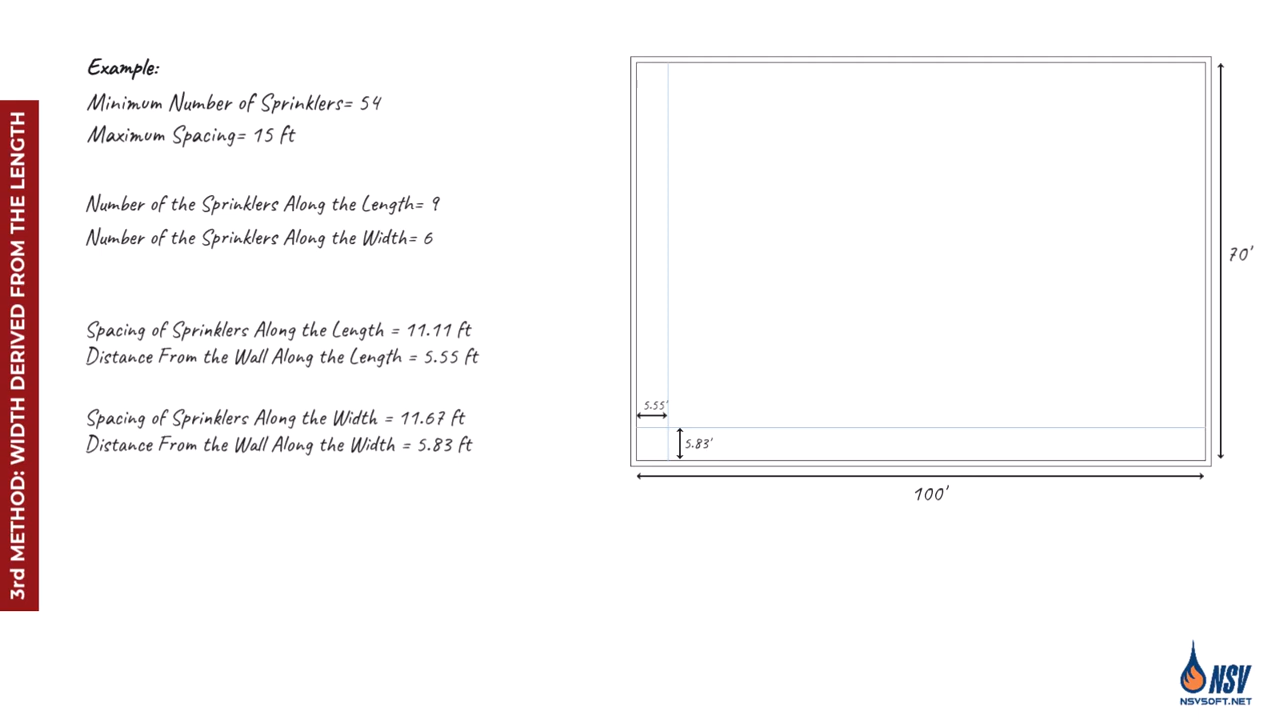 3rd METHOD: WIDTH DERIVED FROM THE LENGTH
Example:
Minimum Number of Sprinklers= 54
Maximum Spacing= 15 ft
Number of the Sprinklers Along the Length= 9
Number of the Sprinklers Along the Width= 6
Spacing of Sprinklers Along the Length = 11.11 ft
Distance From the Wall Along the Length = 5.55 ft
Spacing of Sprinklers Along the Width = 11.67 ft
Distance From the Wall Along the Width = 5.83 ft
70'
5.55'
5.83'
100'
NSV
NSVSOFT.NET